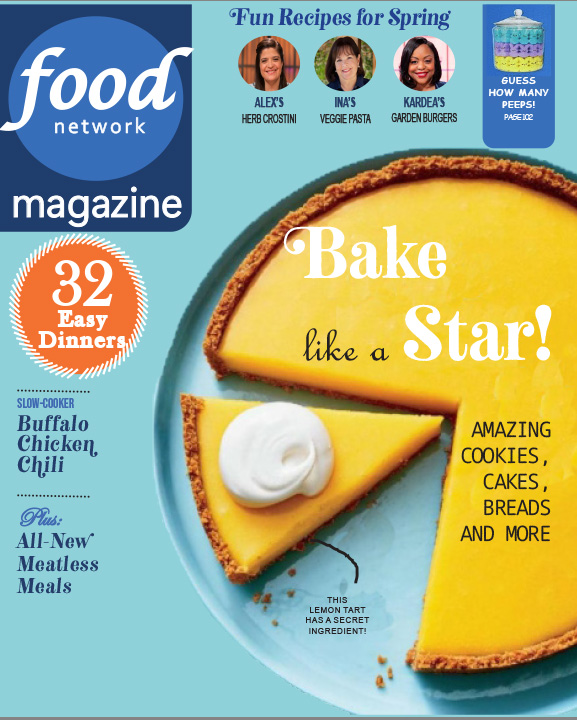 food
network
magazine
Fun Recipes for Spring
ALEX'S
HERB CROSTINI
INA'S
VEGGIE PASTA
KARDEA'S
GARDEN BURGERS
GUESS
HOW MANY
PEEPS!
PAGE 102
32
Easy
Dinners
SLOW-COOKER
Buffalo
Chicken
Chili
Plus:
All-New
Meatless
Meals
Bake
like a Star!
AMAZING
COOKIES,
CAKES,
BREADS
AND MORE
THIS
LEMON TART
HAS A SECRET
INGREDIENT!